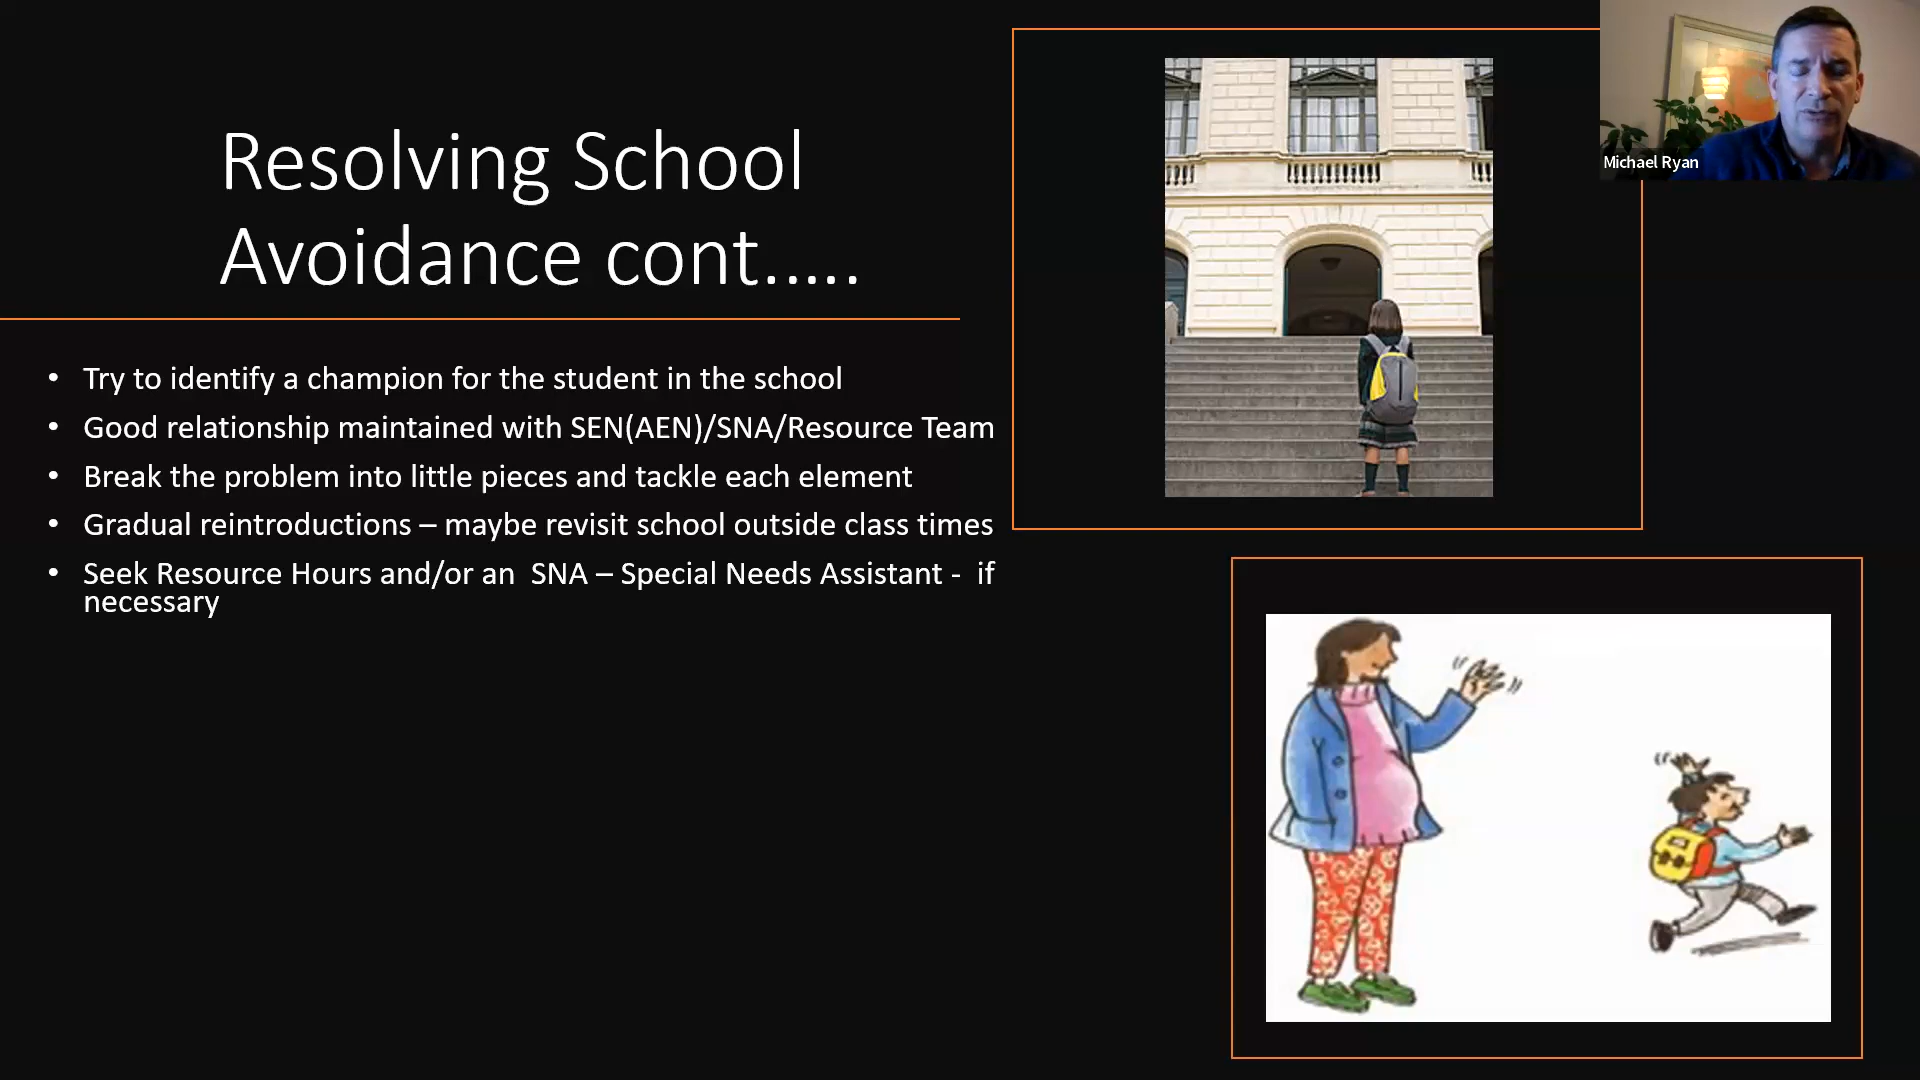 Resolving School
Avoidance cont.....
• Try to identify a champion for the student in the school
• Good relationship maintained with SEN(AEN)/SNA/Resource Team
• Break the problem into little pieces and tackle each element
• Gradual reintroductions – maybe revisit school outside class times
• Seek Resource Hours and/or an  SNA – Special Needs Assistant -  if
necessary
Michael Ryan